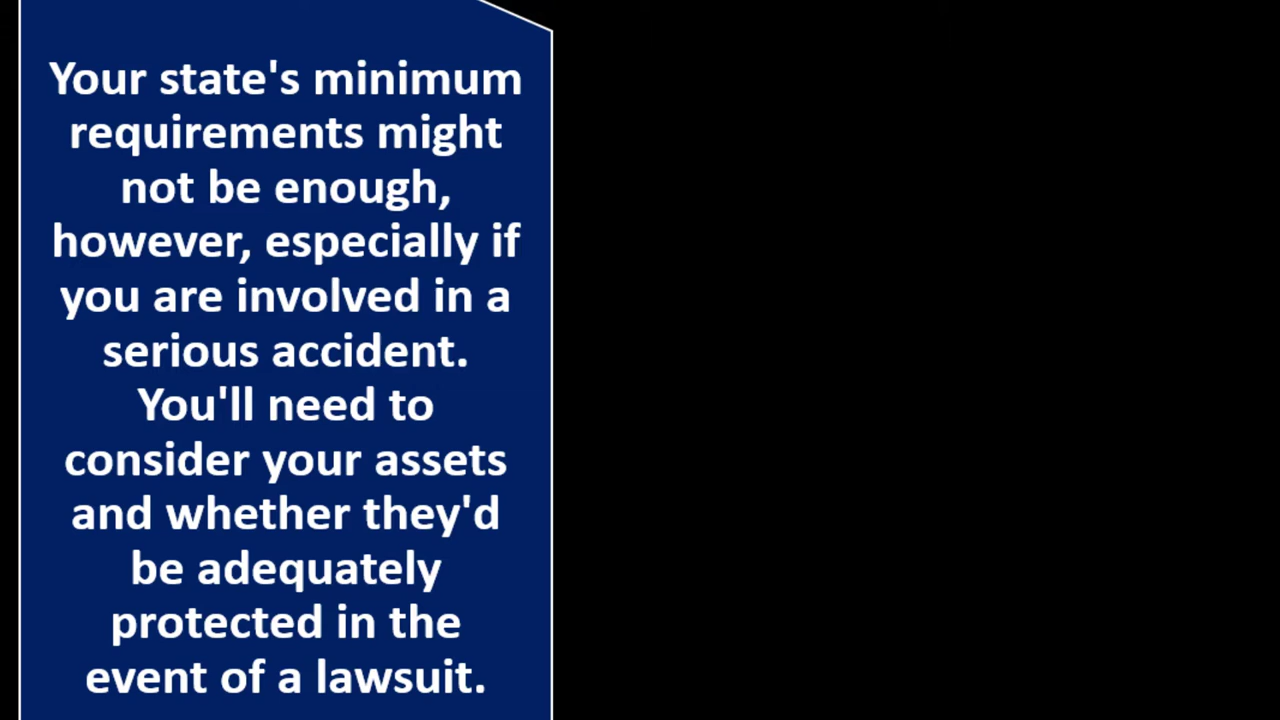 Your state's minimum
requirements might
not be enough,
however, especially if
you are involved in a
serious accident.
You'll need to
consider your assets
and whether they'd
be adequately
protected in the
event of a lawsuit.